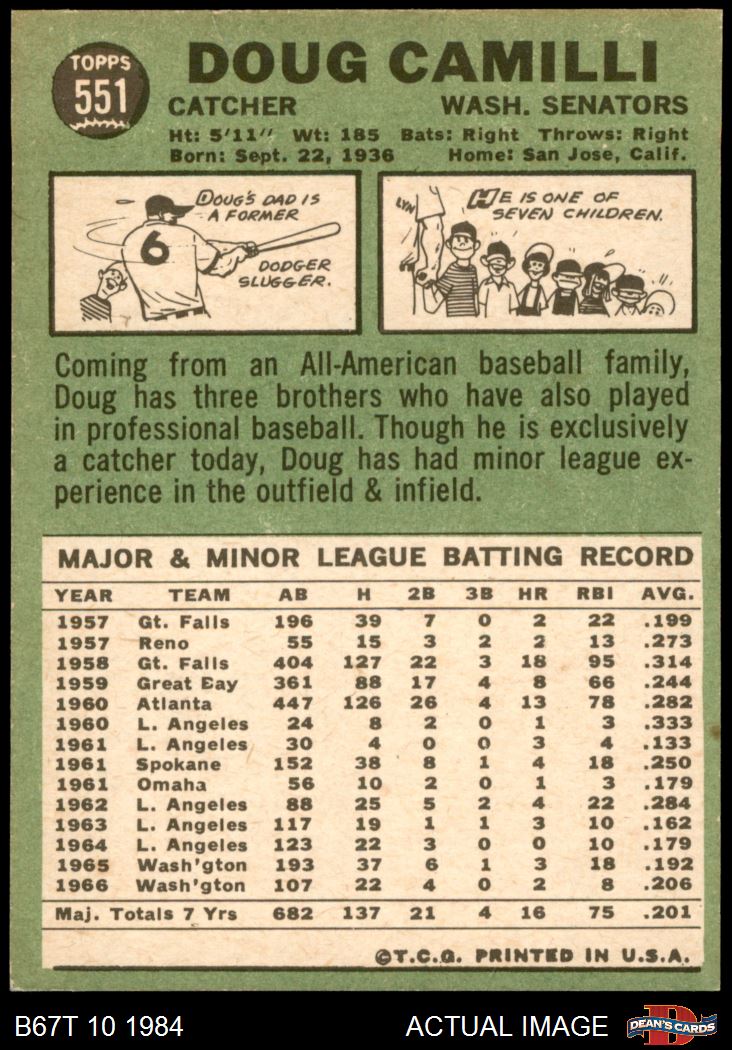 TOPPS
551
DOUG CAMILLI
CATCHER WASH. SENATORS
Ht: 5'11" Wt: 185 Bats: Right Throws: Right
Born: Sept. 22, 1936 Home: San Jose, Calif.
DOUG'S DAD IS
A FORMER
6
DODGER
SLUGGER.
LYN
HE IS ONE OF
SEVEN CHILDREN.
Coming from an All-American baseball family,
Doug has three brothers who have also played
in professional baseball. Though he is exclusively
a catcher today, Doug has had minor league ex-
perience in the outfield & infield.
MAJOR & MINOR LEAGUE BATTING RECORD
YEAR TEAM AB H 2B 3B HR RBI AVG.
1957 Gt. Falls 196 39 7 0 2 22 .199
1957 Reno 55 15 3 2 2 13 .273
1958 Gt. Falls 404 127 22 3 18 95 .314
1959 Great Bay 361 88 17 4 8 66 .244
1960 Atlanta 447 126 26 4 13 78 .282
1960 L. Angeles 24 8 2 0 1 3 .333
1961 L. Angeles 30 4 0 0 3 4 .133
1961 Spokane 152 38 8 1 4 18 .250
1961 Omaha 56 10 2 0 1 3 .179
1962 L. Angeles 88 25 5 2 4 22 .284
1963 L. Angeles 117 19 1 1 3 10 .162
1964 L. Angeles 123 22 3 0 0 10 .179
1965 Wash'gton 193 37 6 1 3 18 .192
1966 Wash'gton 107 22 4 0 2 8 .206
Maj. Totals 7 Yrs 682 137 21 4 16 75 .201
©T.C.G. PRINTED IN U.S.A.
B67T 10 1984 ACTUAL IMAGE
D
DEAN'S CARDS